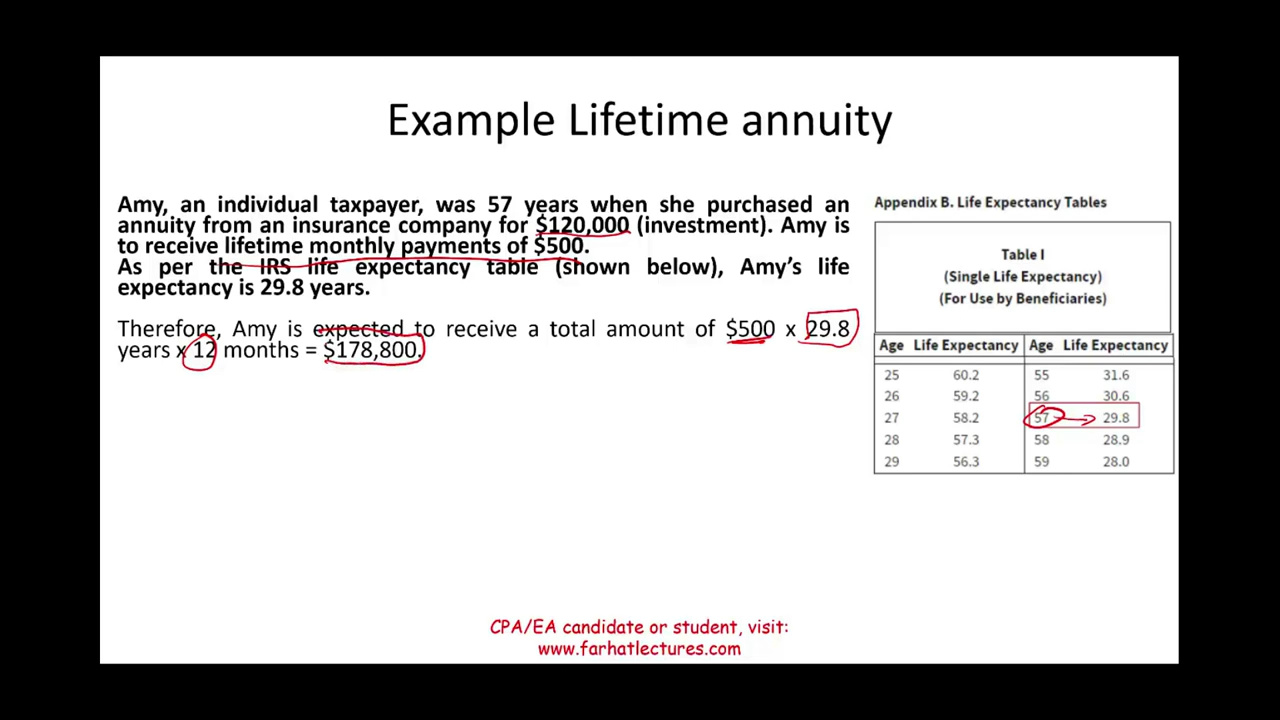 Example Lifetime annuity
Amy, an individual taxpayer, was 57 years when she purchased an
annuity from an insurance company for $120,000 (investment). Amy is
to receive lifetime monthly payments of $500.
As per the IRS life expectancy table (shown below), Amy's life
expectancy is 29.8 years.
Therefore, Amy is expected to receive a total amount of $500 x 29.8
years x 12 months = $178,800.
Appendix B. Life Expectancy Tables
Table I
(Single Life Expectancy)
(For Use by Beneficiaries)
Age Life Expectancy Age Life Expectancy
25 60.2 55 31.6
26 59.2 56 30.6
27 58.2 57 29.8
28 57.3 58 28.9
29 56.3 59 28.0
CPA/EA candidate or student, visit:
www.farhatlectures.com